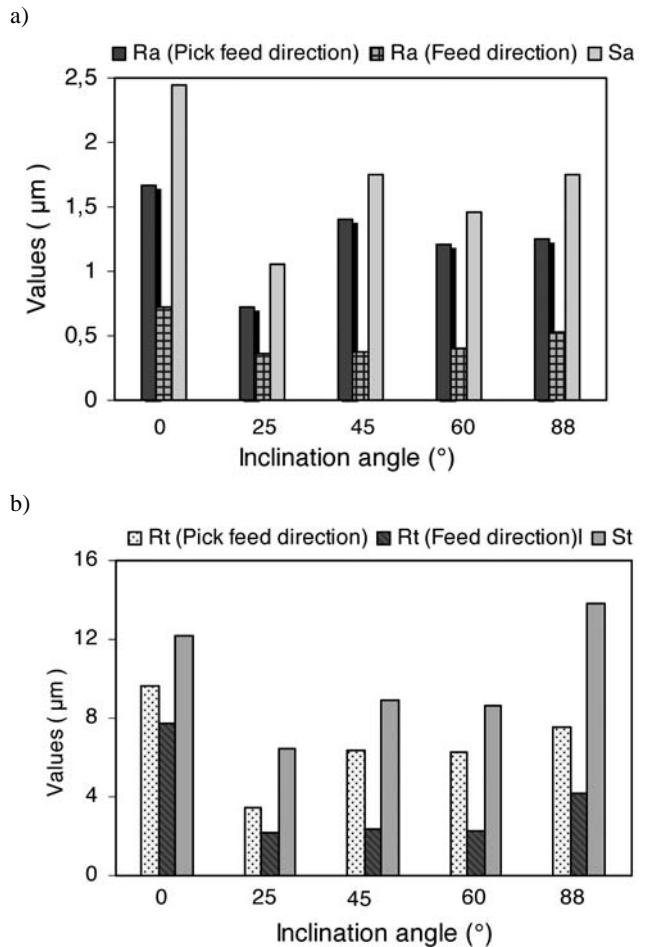 a)
Ra (Pick feed direction) Ra (Feed direction) Sa
2,5
2
1,5
1
0,5
0
Values ( µm )
0 25 45 60 88
Inclination angle (°)
b)
Rt (Pick feed direction) Rt (Feed direction)l St
16
12
8
4
0
Values ( µm )
0 25 45 60 88
Inclination angle (°)